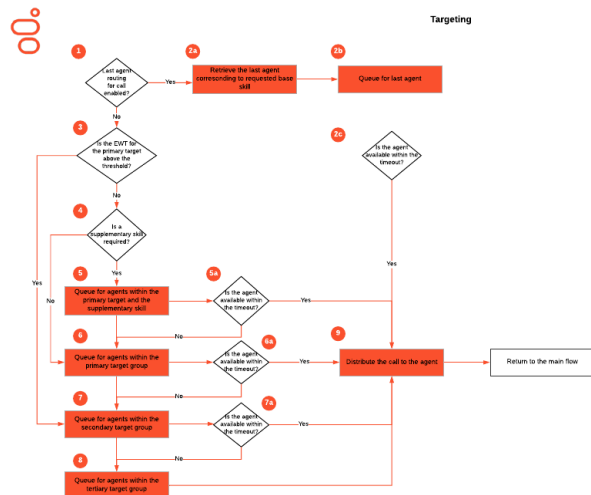 Targeting
1
2a
2b
Last agent
routing
for call
enabled?
Yes
Retrieve the last agent
corresonding to requested base
skill
Queue for last agent
No
3
2c
Is the EWT for
the primary target
above the
threshold?
Is the agent
available within the
timeout?
No
4
Is a
supplementary skill
required?
Yes
Yes
5
5a
Yes
No
Queue for agents within the
primary target and the
supplementary skill
Is the agent
available within
the timeout?
Yes
No
6
6a
9
Queue for agents within the
primary target group
Is the agent
available within
the timeout?
Yes
Distribute the call to the agent
Return to the main flow
No
7
7a
Queue for agents within the
secondary target group
Is the agent
available within
the timeout?
Yes
No
8
Queue for agents within the
tertiary target group